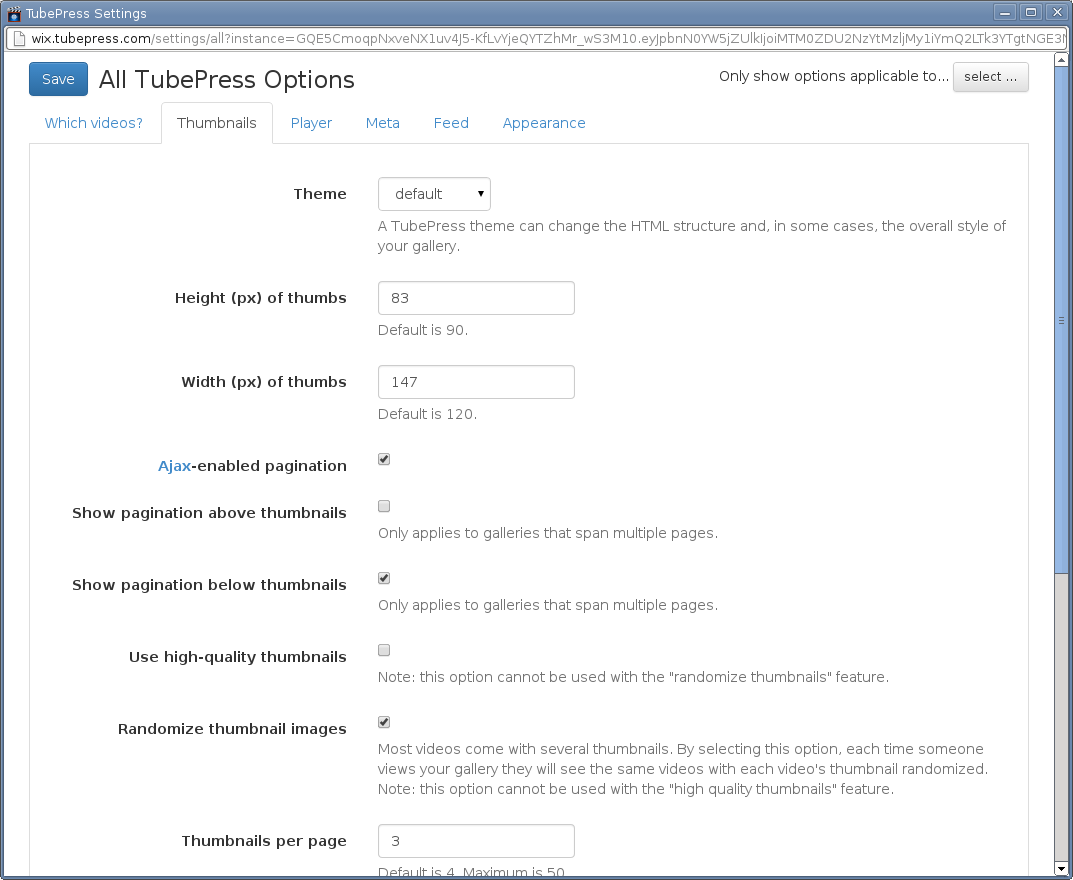 TubePress Settings
wix.tubepress.com/settings/all?instance=
Save All TubePress Options Only show options applicable to... select ...
Which videos? Thumbnails Player Meta Feed Appearance
Theme default
A TubePress theme can change the HTML structure and, in some cases, the overall style of
your gallery.
Height (px) of thumbs 83
Default is 90.
Width (px) of thumbs 147
Default is 120.
Ajax-enabled pagination
Show pagination above thumbnails
Only applies to galleries that span multiple pages.
Show pagination below thumbnails
Only applies to galleries that span multiple pages.
Use high-quality thumbnails
Note: this option cannot be used with the "randomize thumbnails" feature.
Randomize thumbnail images
Most videos come with several thumbnails. By selecting this option, each time someone
views your gallery they will see the same videos with each video's thumbnail randomized.
Note: this option cannot be used with the "high quality thumbnails" feature.
Thumbnails per page 3
Default is 4. Maximum is 50.